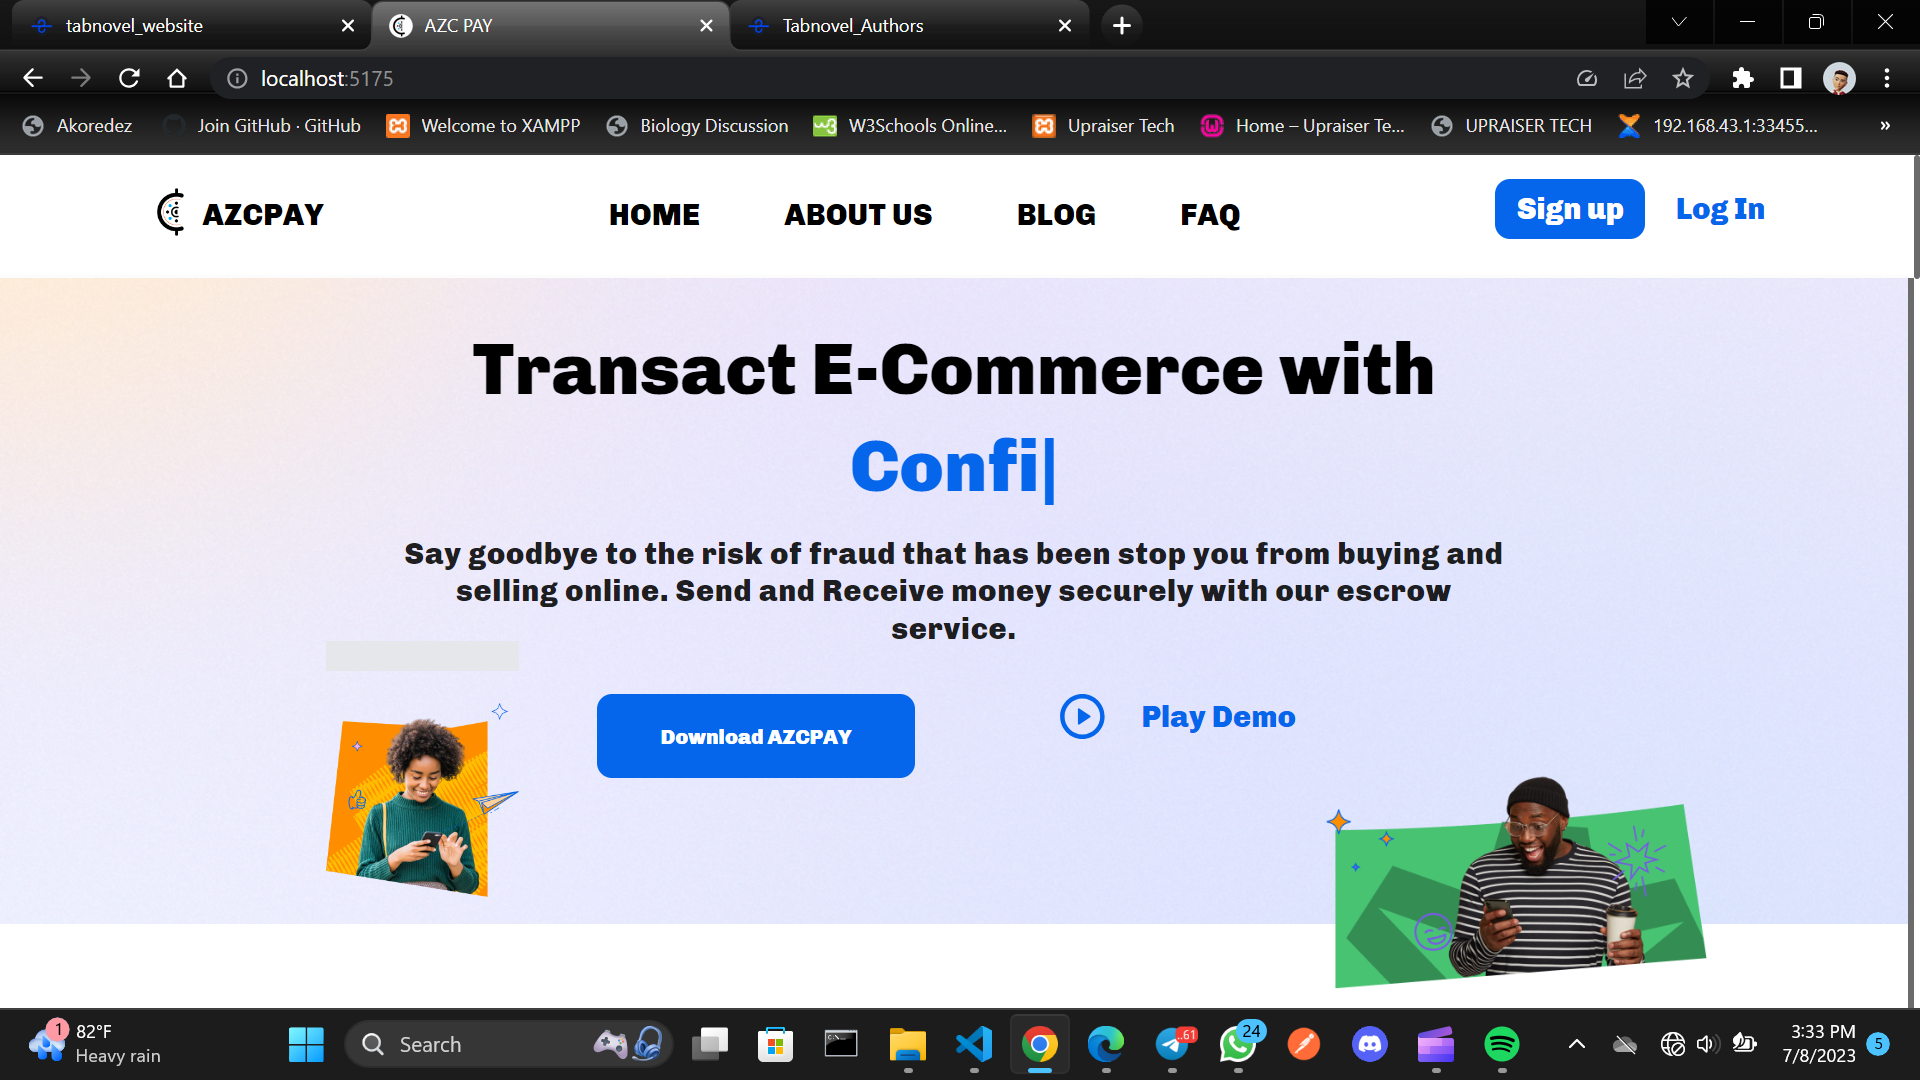 tabnovel_website
AZC PAY
Tabnovel_Authors
localhost:5175
Akoredez
Join GitHub · GitHub
Welcome to XAMPP
Biology Discussion
W3Schools Online...
Upraiser Tech
Home – Upraiser Te...
UPRAISER TECH
192.168.43.1:33455...
»
AZCPAY
HOME
ABOUT US
BLOG
FAQ
Sign up
Log In
Transact E-Commerce with
Confi|
Say goodbye to the risk of fraud that has been stop you from buying and
selling online. Send and Receive money securely with our escrow
service.
Download AZCPAY
Play Demo
1
82°F
Heavy rain
Search
..61
24
3:33 PM
7/8/2023
5